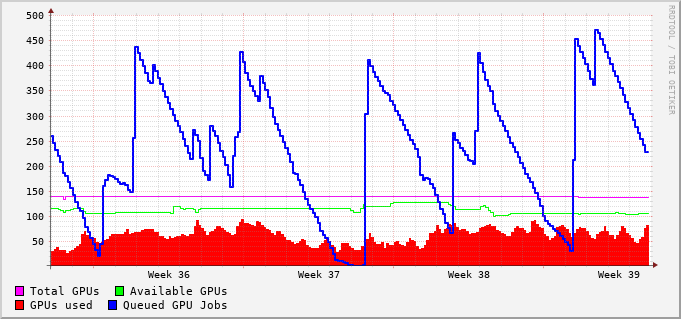 500
450
400
350
300
250
200
150
100
50
Week 36 Week 37 Week 38 Week 39
Total GPUs Available GPUs
GPUs used Queued GPU Jobs
RRDTOOL / TOBI OETIKER